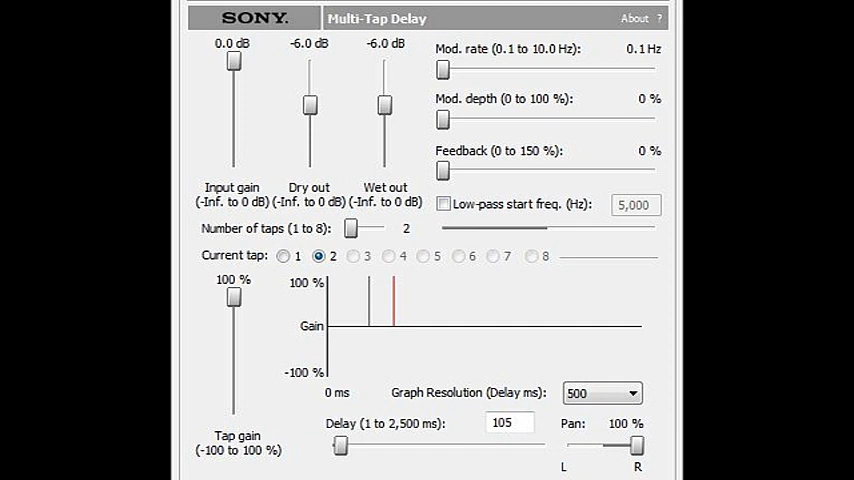 SONY. Multi-Tap Delay About ?
0.0 dB -6.0 dB -6.0 dB
Mod. rate (0.1 to 10.0 Hz): 0.1 Hz
Mod. depth (0 to 100 %): 0 %
Feedback (0 to 150 %): 0 %
Input gain Dry out Wet out
(-Inf. to 0 dB) (-Inf. to 0 dB) (-Inf. to 0 dB)
Low-pass start freq. (Hz): 5,000
Number of taps (1 to 8): 2
Current tap: 1 2 3 4 5 6 7 8
100 %
100 %
Gain
-100 %
0 ms Graph Resolution (Delay ms): 500
Delay (1 to 2,500 ms): 105 Pan: 100 %
Tap gain
(-100 to 100 %)
L R